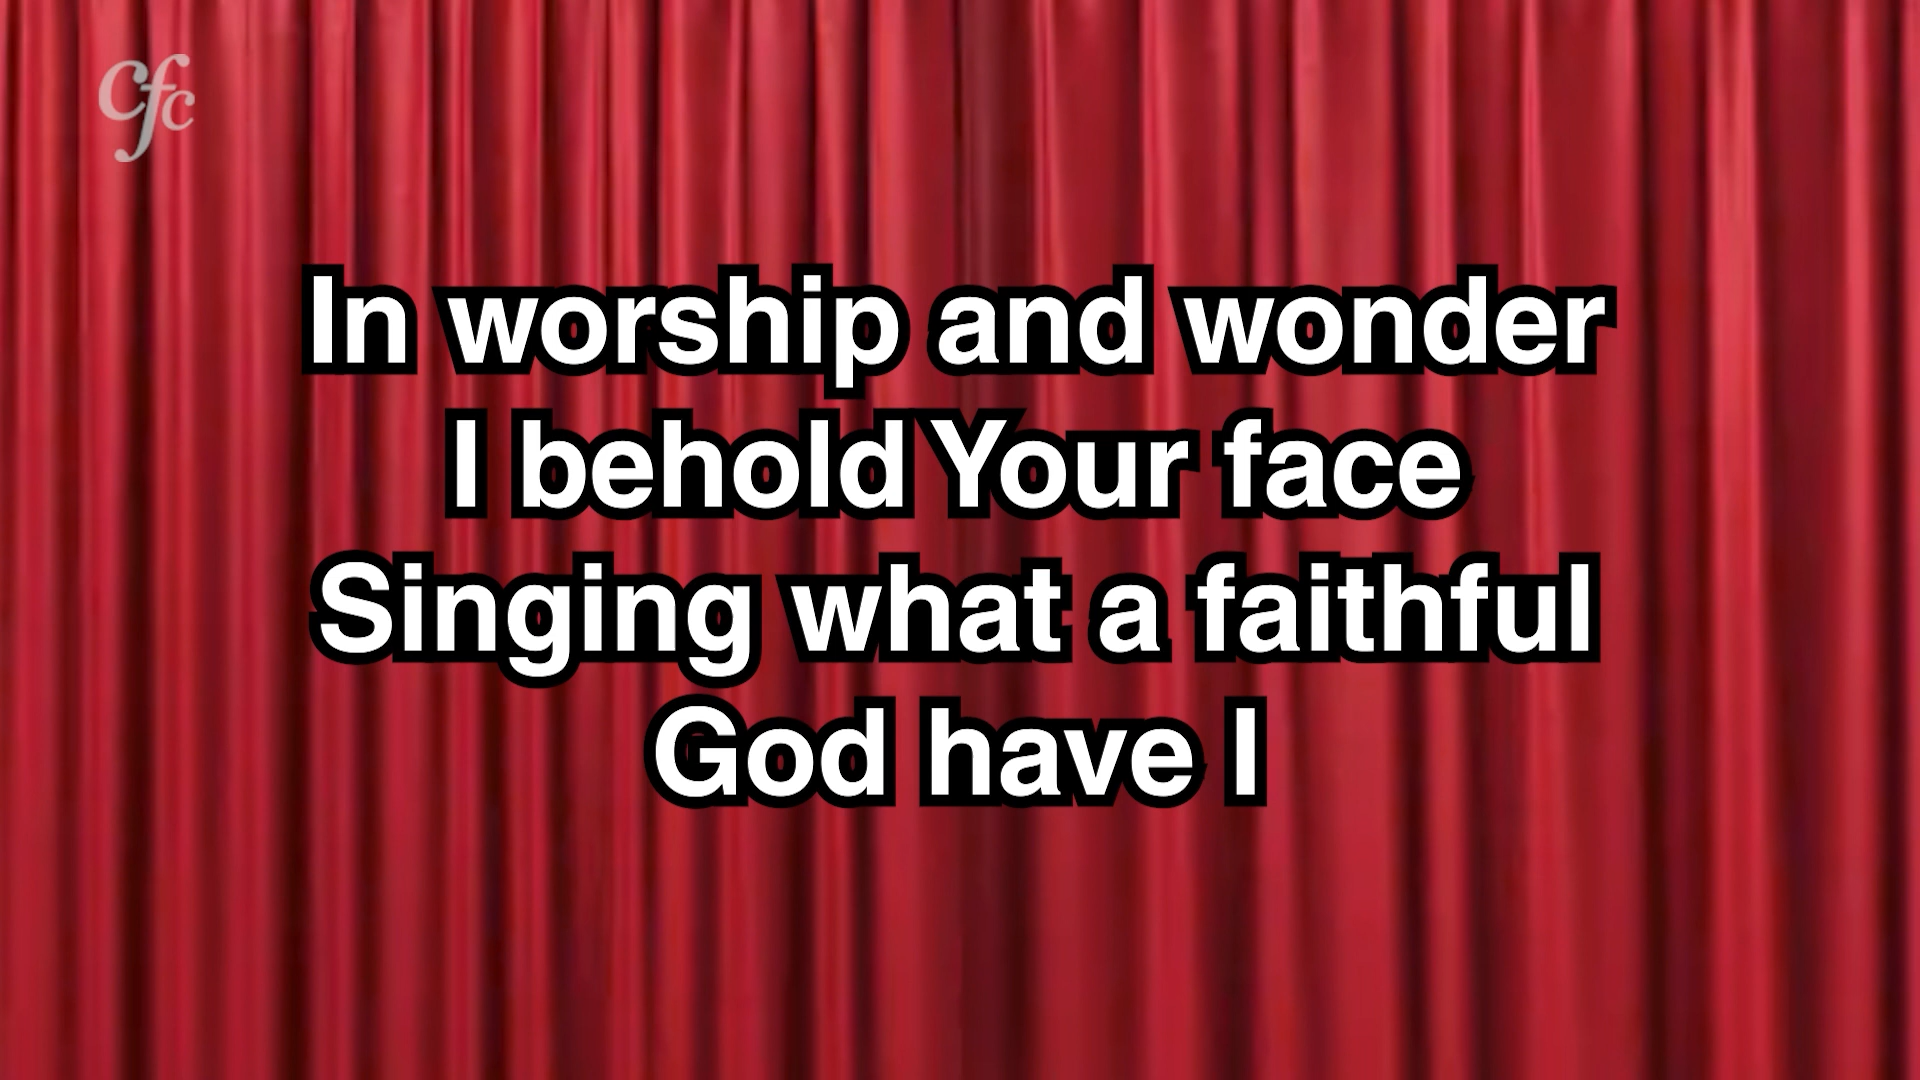 cfc
In worship and wonder
I behold Your face
Singing what a faithful
God have I